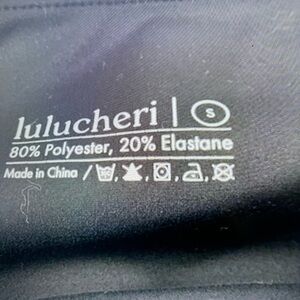 lulucheri | S
80% Polyester, 20% Elastane
Made in China /